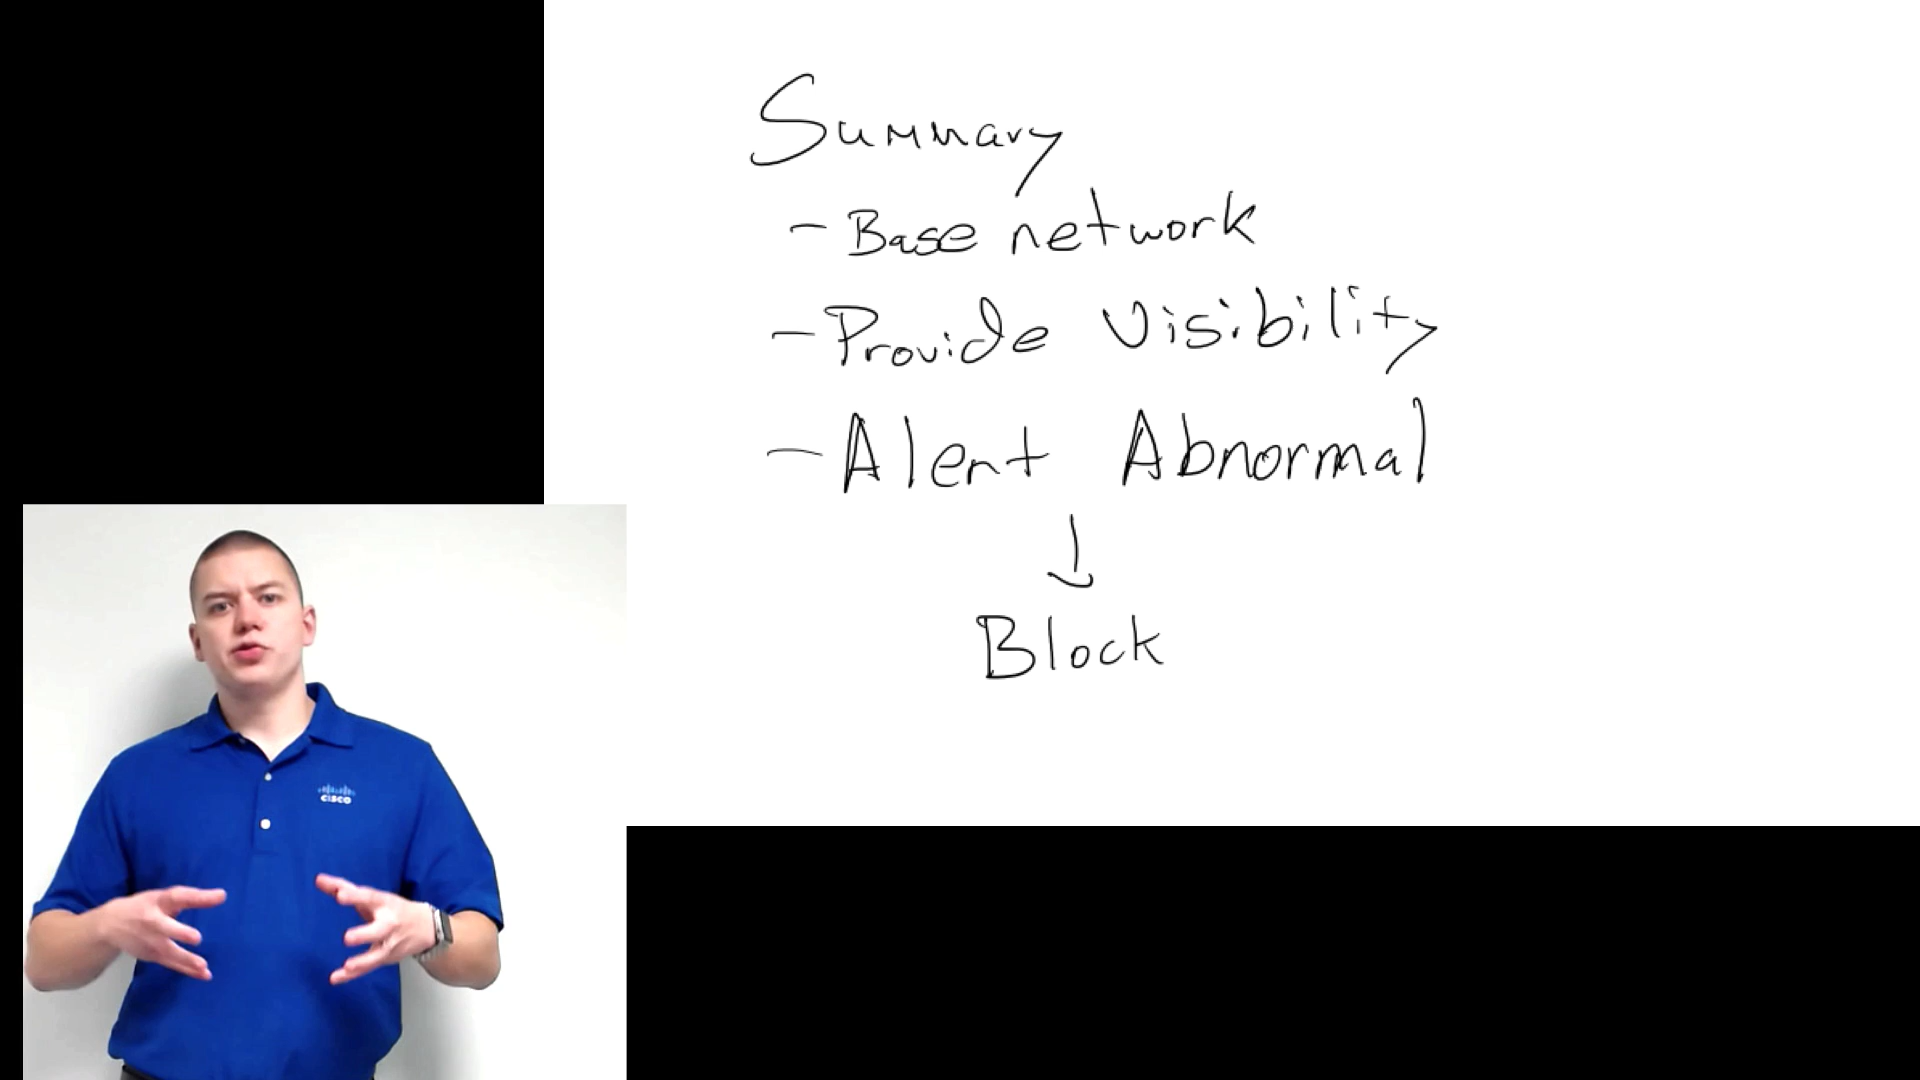 Summary
- Base network
- Provide Visibility
- Alert Abnormal
↓
Block
CISCO